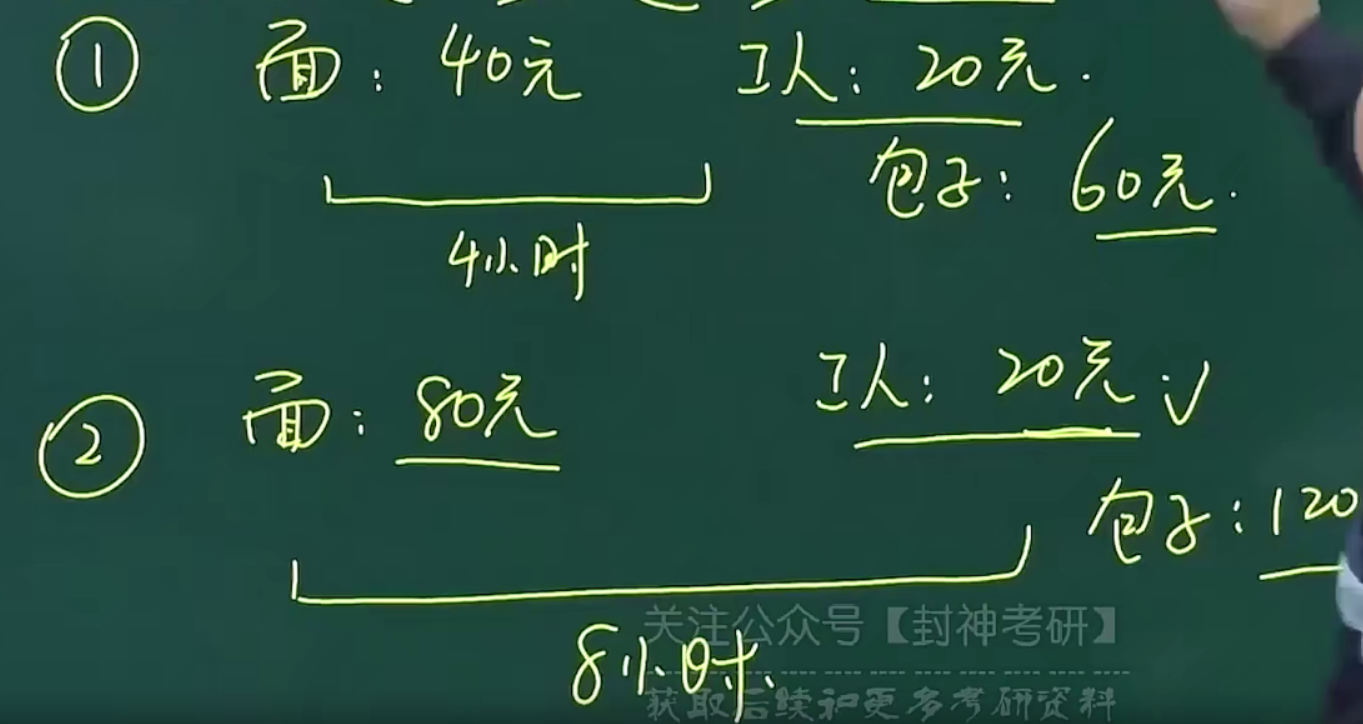 ① 面：40元 工人：20元.
包子：60元.
4小时
② 面：80元 工人：20元；√
包子：120
8小时.
关注公众号【封神考研】
获取后续和更多考研资料